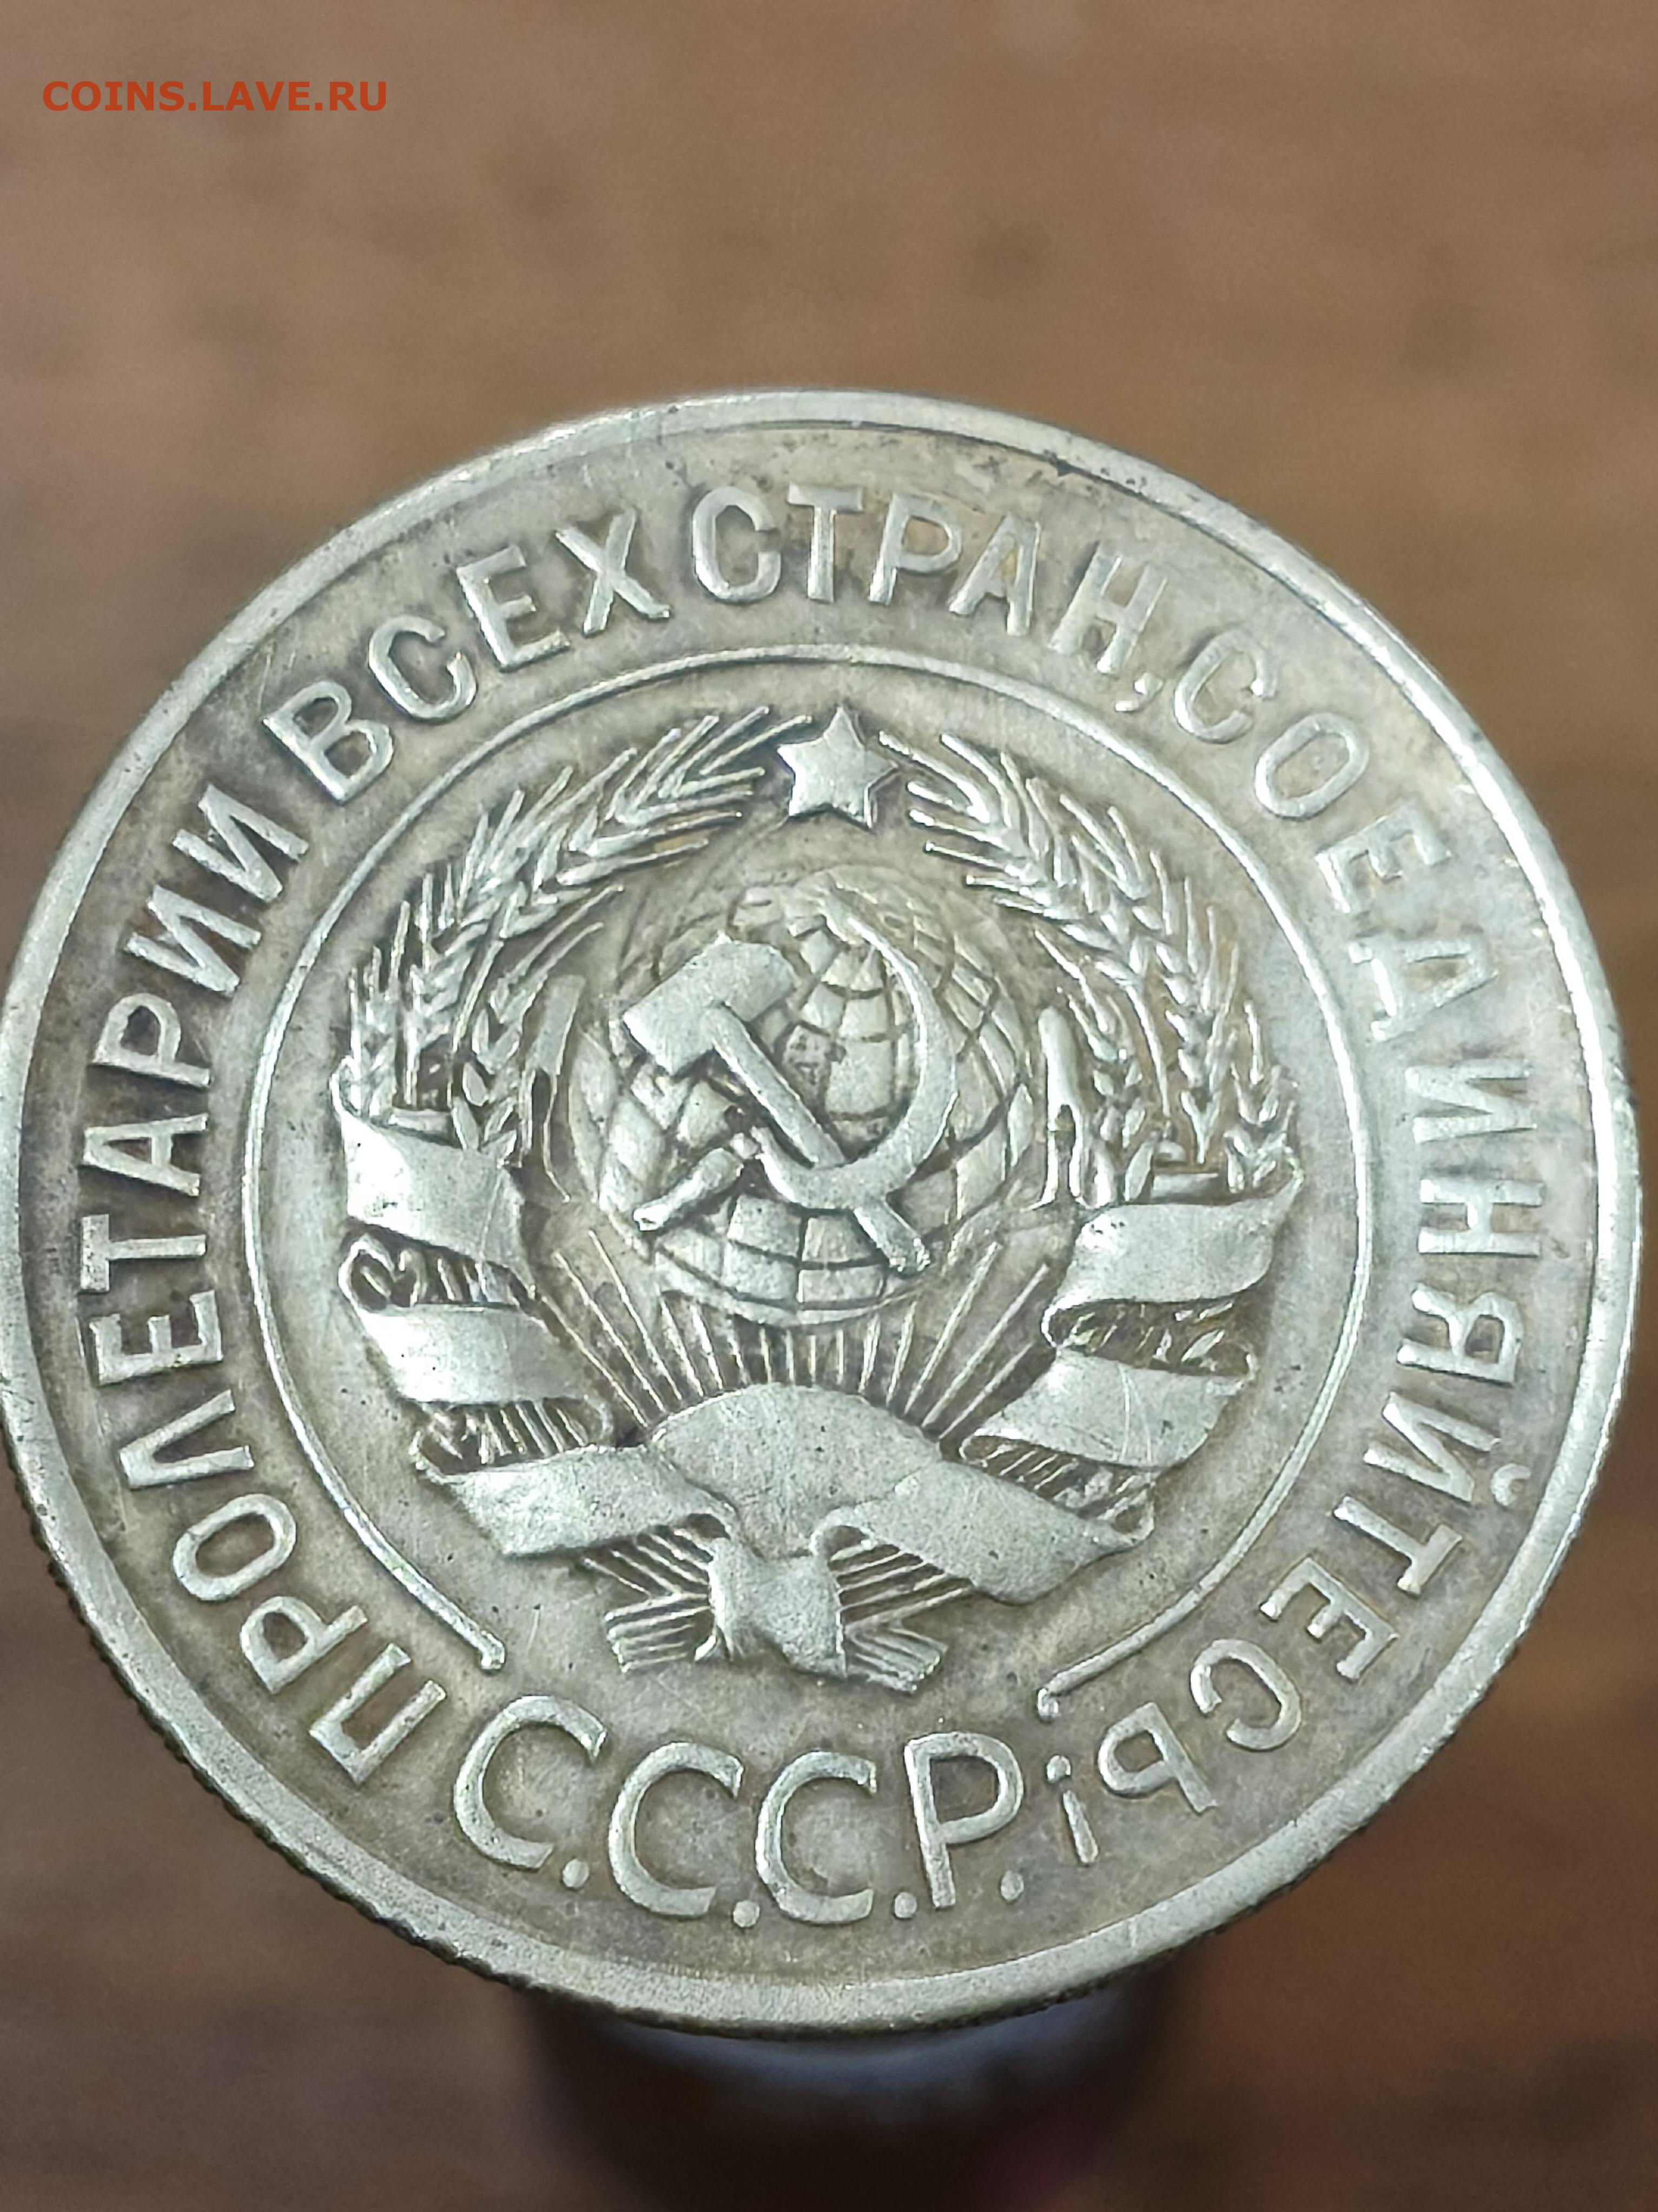 COINS.LAVE.RU
ПРОЛЕТАРИИ ВСЕХ СТРАН, СОЕДИНЯЙТЕСЬ!
С.С.С.Р.